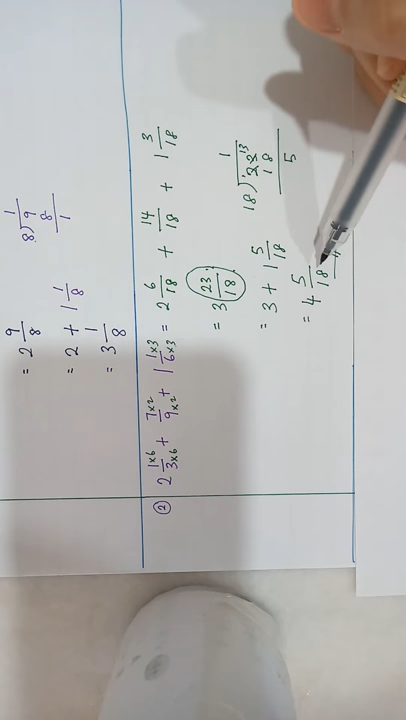 = 2 9/8
= 2 + 1 1/8
= 3 1/8
1
8)9
8
1
② 2 1×6/3×6 + 7×2/9×2 + 1 1×3/6×3 = 2 6/18 + 14/18 + 1 3/18
= 3 23/18
= 3 + 1 5/18
= 4 5/18
1
18)23 13
18
5